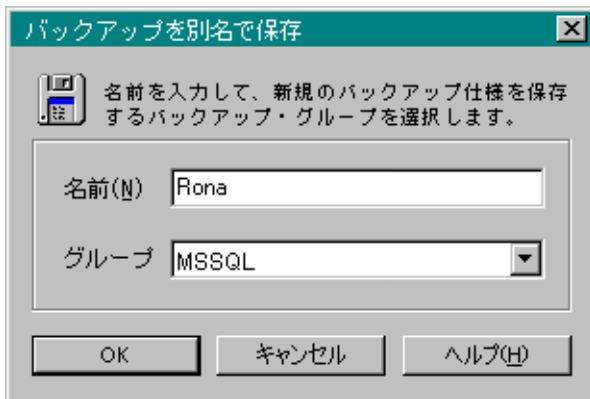 バックアップを別名で保存
名前を入力して、新規のバックアップ仕様を保存
するバックアップ・グループを選択します。
名前(N) Rona
グループ MSSQL
OK キャンセル ヘルプ(H)